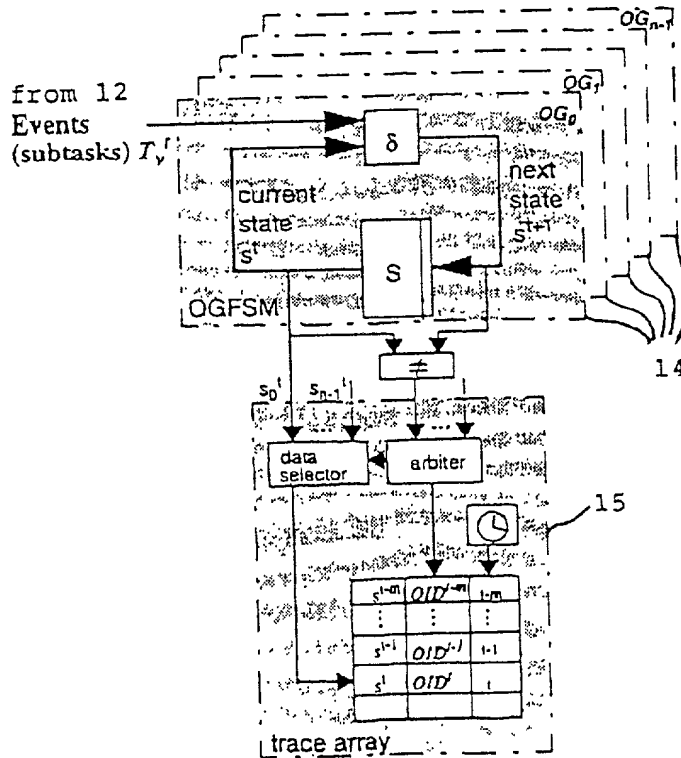 OG_{n-1}
OG_1
OG_0
from 12
Events
(subtasks) T_v^t
δ
current
state
s^t
next
state
s^{t+1}
S
OGFSM
≠
14
s_0^t
s_{n-1}^t
...
...
data
selector
arbiter
15
s^{t-m} OID^{t-m} t-m
⋮ ⋮ ⋮
s^{t-1} OID^{t-1} t-1
s^t OID^t t
trace array